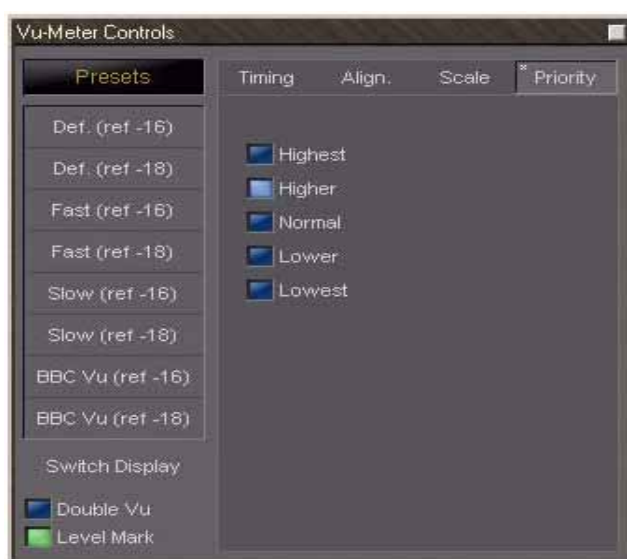 Vu-Meter Controls
Presets
Def. (ref -16)
Def. (ref -18)
Fast (ref -16)
Fast (ref -18)
Slow (ref -16)
Slow (ref -18)
BBC Vu (ref -16)
BBC Vu (ref -18)
Switch Display
Double Vu
Level Mark
Timing Align. Scale * Priority
Highest
Higher
Normal
Lower
Lowest